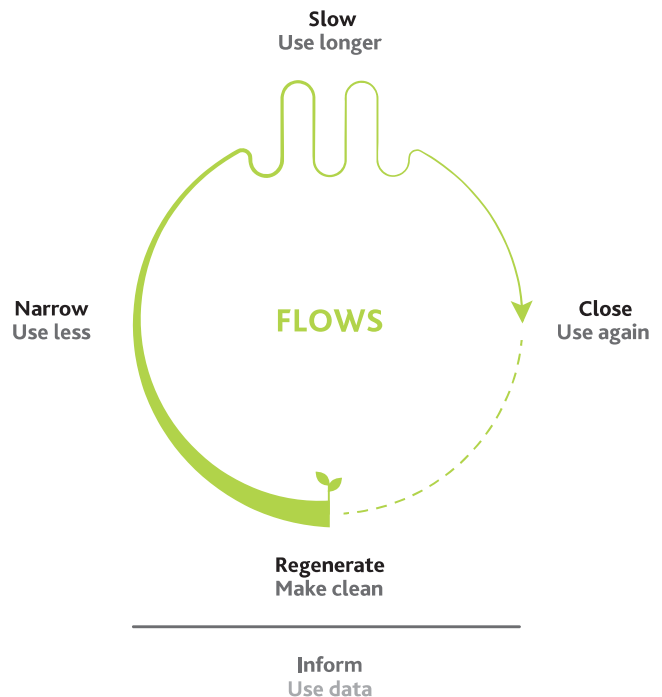 Slow
Use longer
Narrow
Use less
FLOWS
Close
Use again
Regenerate
Make clean
Inform
Use data